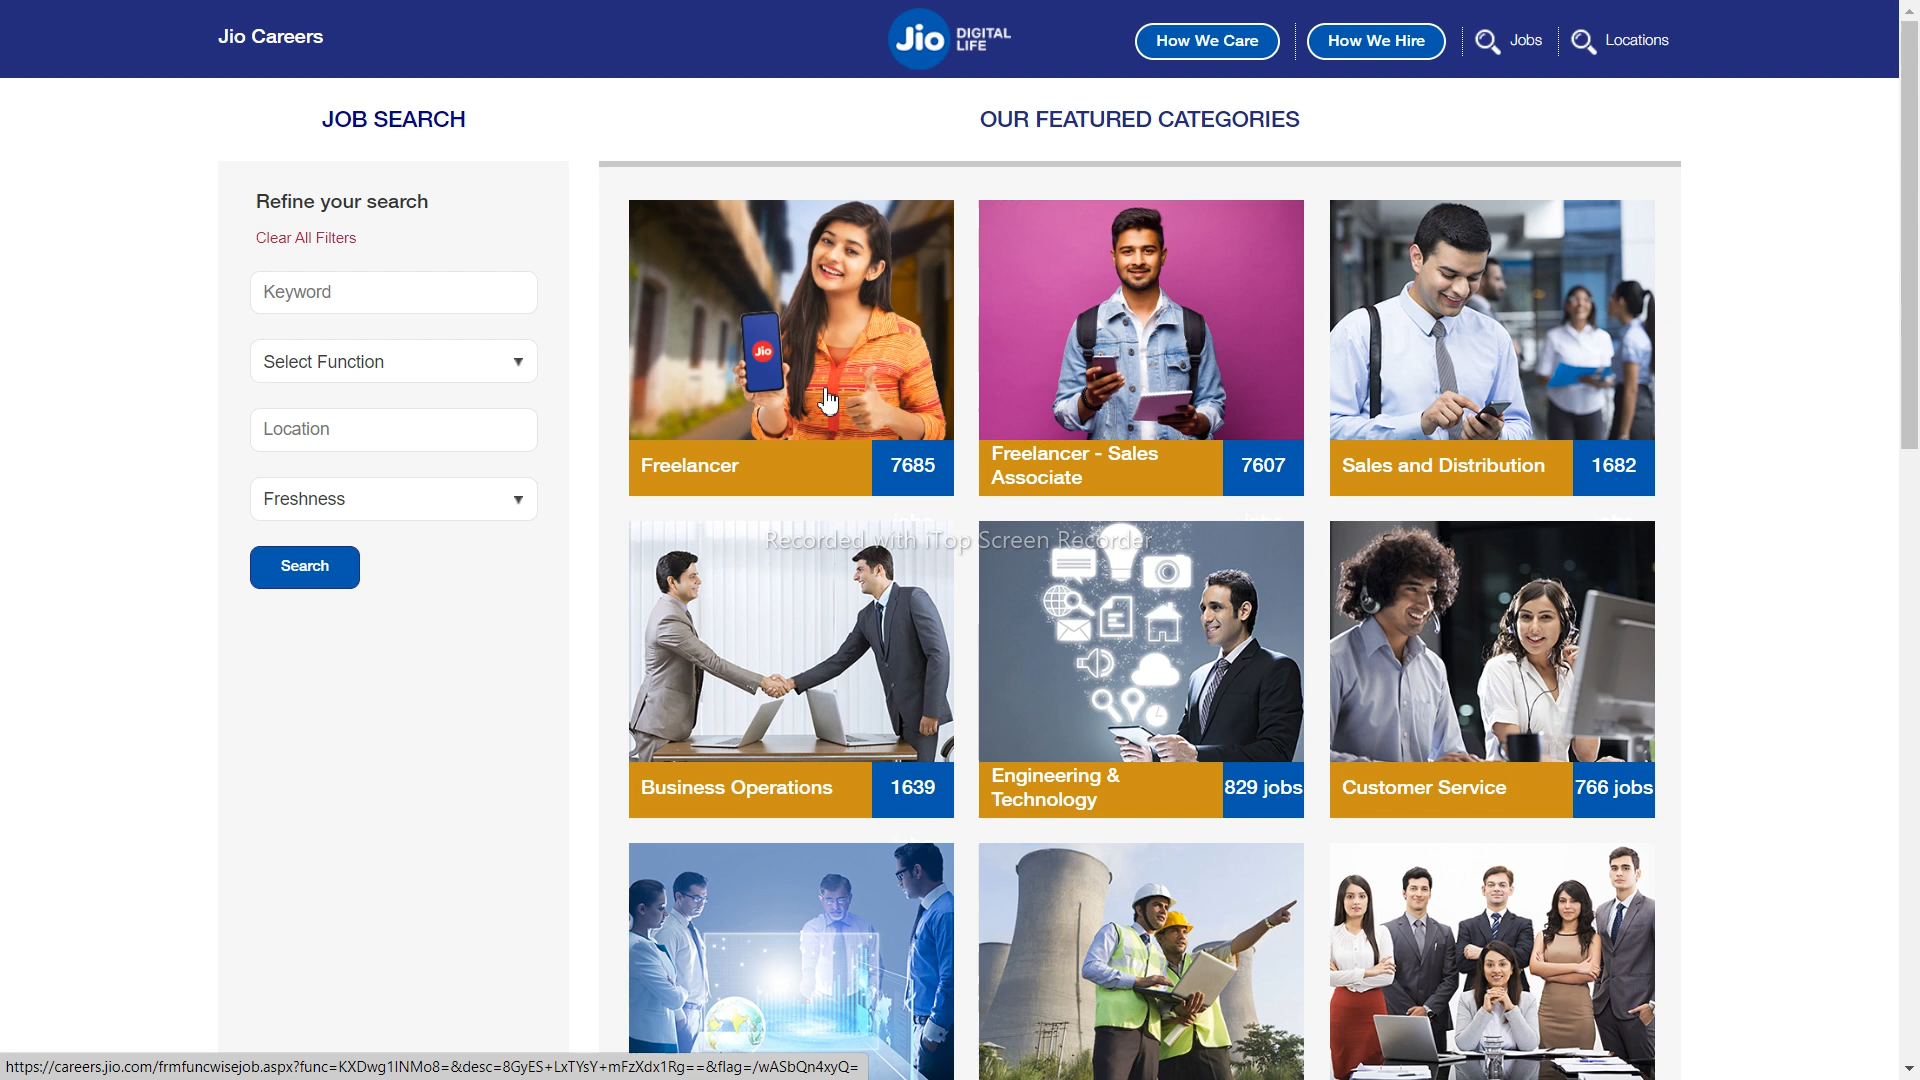 Jio Careers
Jio DIGITAL
LIFE
How We Care
How We Hire
Jobs
Locations
JOB SEARCH
OUR FEATURED CATEGORIES
Refine your search
Clear All Filters
Keyword
Select Function
Location
Freshness
Search
Jio
Freelancer
7685
Freelancer - Sales
Associate
7607
Sales and Distribution
1682
Recorded with iTop Screen Recorder
Business Operations
1639
Engineering &
Technology
829 jobs
Customer Service
766 jobs
https://careers.jio.com/frmfuncwisejob.aspx?func=KXDwg1INMo8=&desc=8GyES+LxTYsY+mFzXdx1Rg==&flag=/wASbQn4xyQ=